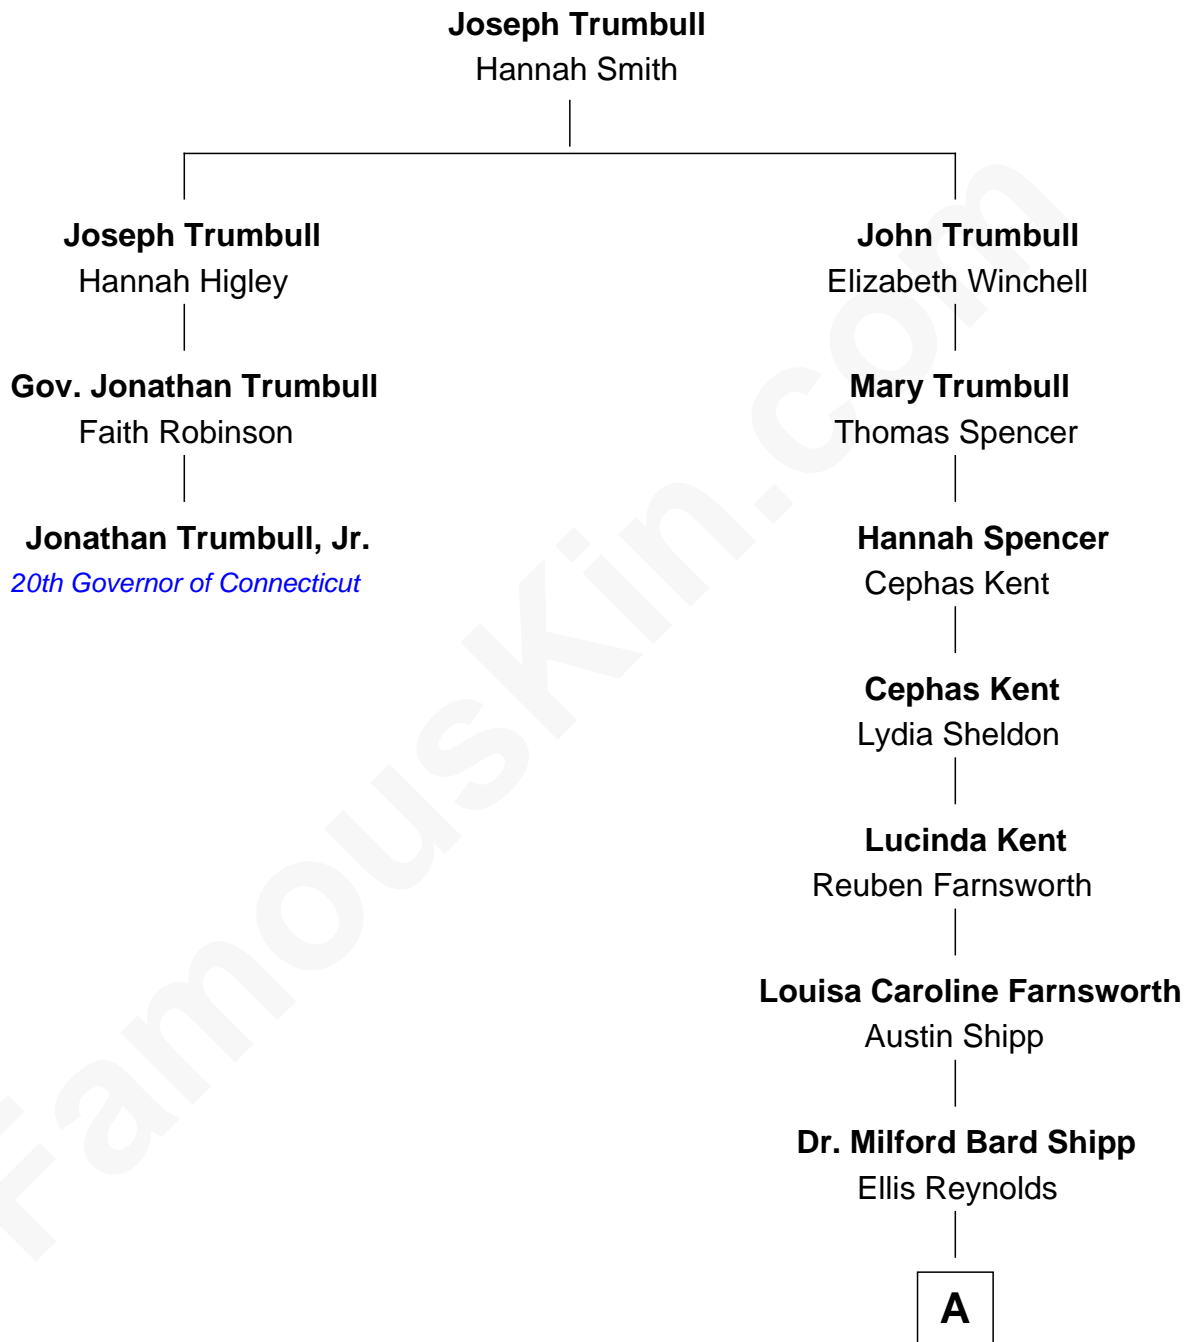 Joseph Trumbull
Hannah Smith
Joseph Trumbull
Hannah Higley
Gov. Jonathan Trumbull
Faith Robinson
Jonathan Trumbull, Jr.
20th Governor of Connecticut
John Trumbull
Elizabeth Winchell
Mary Trumbull
Thomas Spencer
Hannah Spencer
Cephas Kent
Cephas Kent
Lydia Sheldon
Lucinda Kent
Reuben Farnsworth
Louisa Caroline Farnsworth
Austin Shipp
Dr. Milford Bard Shipp
Ellis Reynolds
A
FamousKin.com